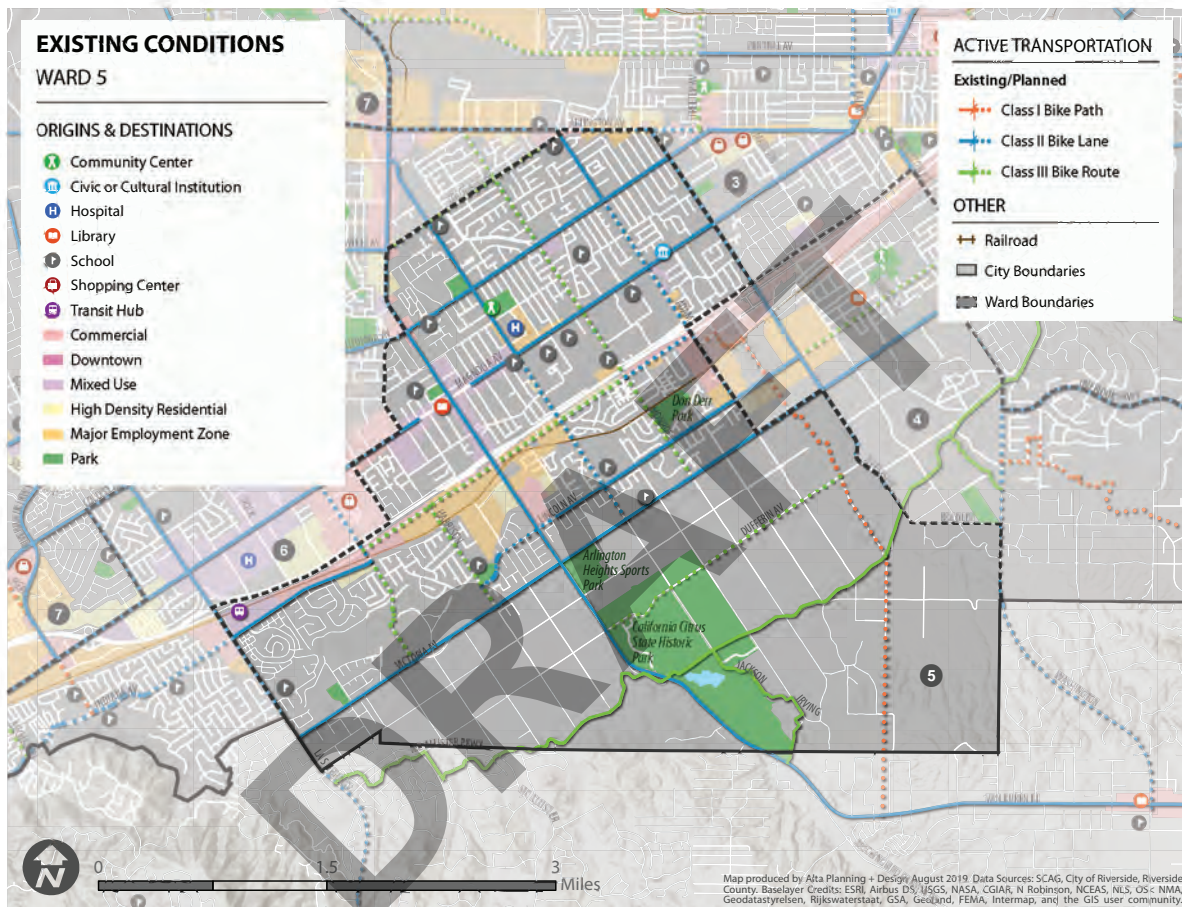 EXISTING CONDITIONS
WARD 5
ORIGINS & DESTINATIONS
Community Center
Civic or Cultural Institution
H Hospital
Library
School
Shopping Center
Transit Hub
Commercial
Downtown
Mixed Use
High Density Residential
Major Employment Zone
Park
ACTIVE TRANSPORTATION
Existing/Planned
Class I Bike Path
Class II Bike Lane
Class III Bike Route
OTHER
Railroad
City Boundaries
Ward Boundaries
7
3
4
H
MAGNOLIA AV
Don Derr
Park
LINCOLN AV
DUFFERIN AV
6
H
7
Arlington
Heights Sports
Park
California Citrus
State Historic
Park
VICTORIA AV
JACKSON
IRVING
5
INDIANA AV
DRAFT
N
0
1.5
3
Miles
Map produced by Alta Planning + Design August 2019. Data Sources: SCAG, City of Riverside, Riverside
County. Baselayer Credits: ESRI, Airbus DS, USGS, NASA, CGIAR, N Robinson, NCEAS, NLS, OS, NMA,
Geodatastyrelsen, Rijkswaterstaat, GSA, Geoland, FEMA, Intermap, and the GIS user community.